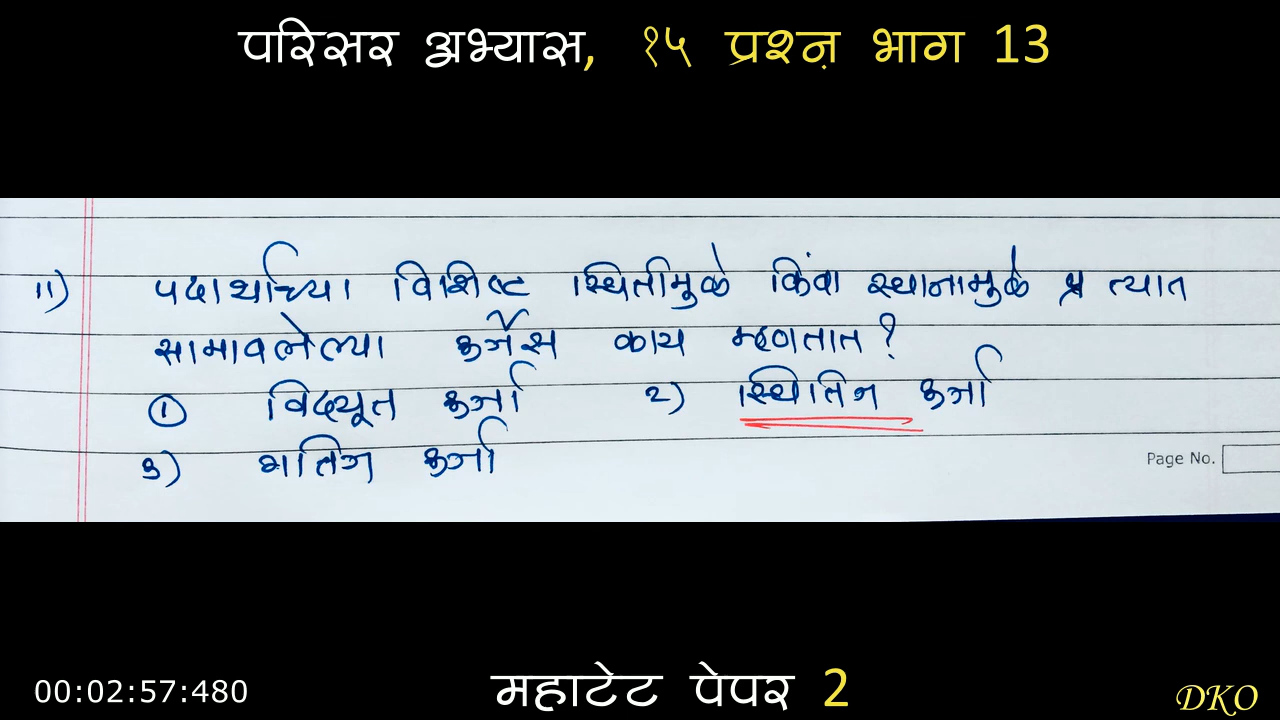 परिसर अभ्यास, १५ प्रश्न भाग 13
11) पदार्थाच्या विशिष्ट स्थितीमुळे किंवा स्थानामुळे त्यात
सामावलेल्या ऊर्जेस काय म्हणतात?
① विद्यूत ऊर्जा 2) स्थितिज ऊर्जा
3) गतिज ऊर्जा
Page No.
00:02:57:480 महाटेट पेपर 2 DKO